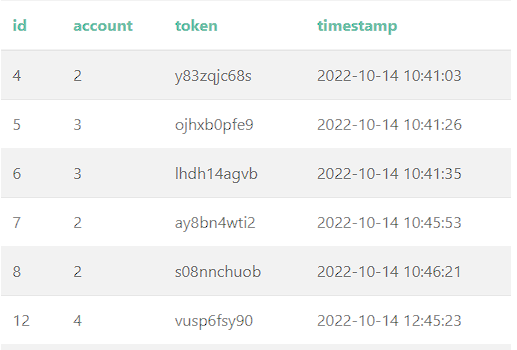 id account token timestamp
4 2 y83zqjc68s 2022-10-14 10:41:03
5 3 ojhxb0pfe9 2022-10-14 10:41:26
6 3 lhdh14agvb 2022-10-14 10:41:35
7 2 ay8bn4wti2 2022-10-14 10:45:53
8 2 s08nnchuob 2022-10-14 10:46:21
12 4 vusp6fsy90 2022-10-14 12:45:23